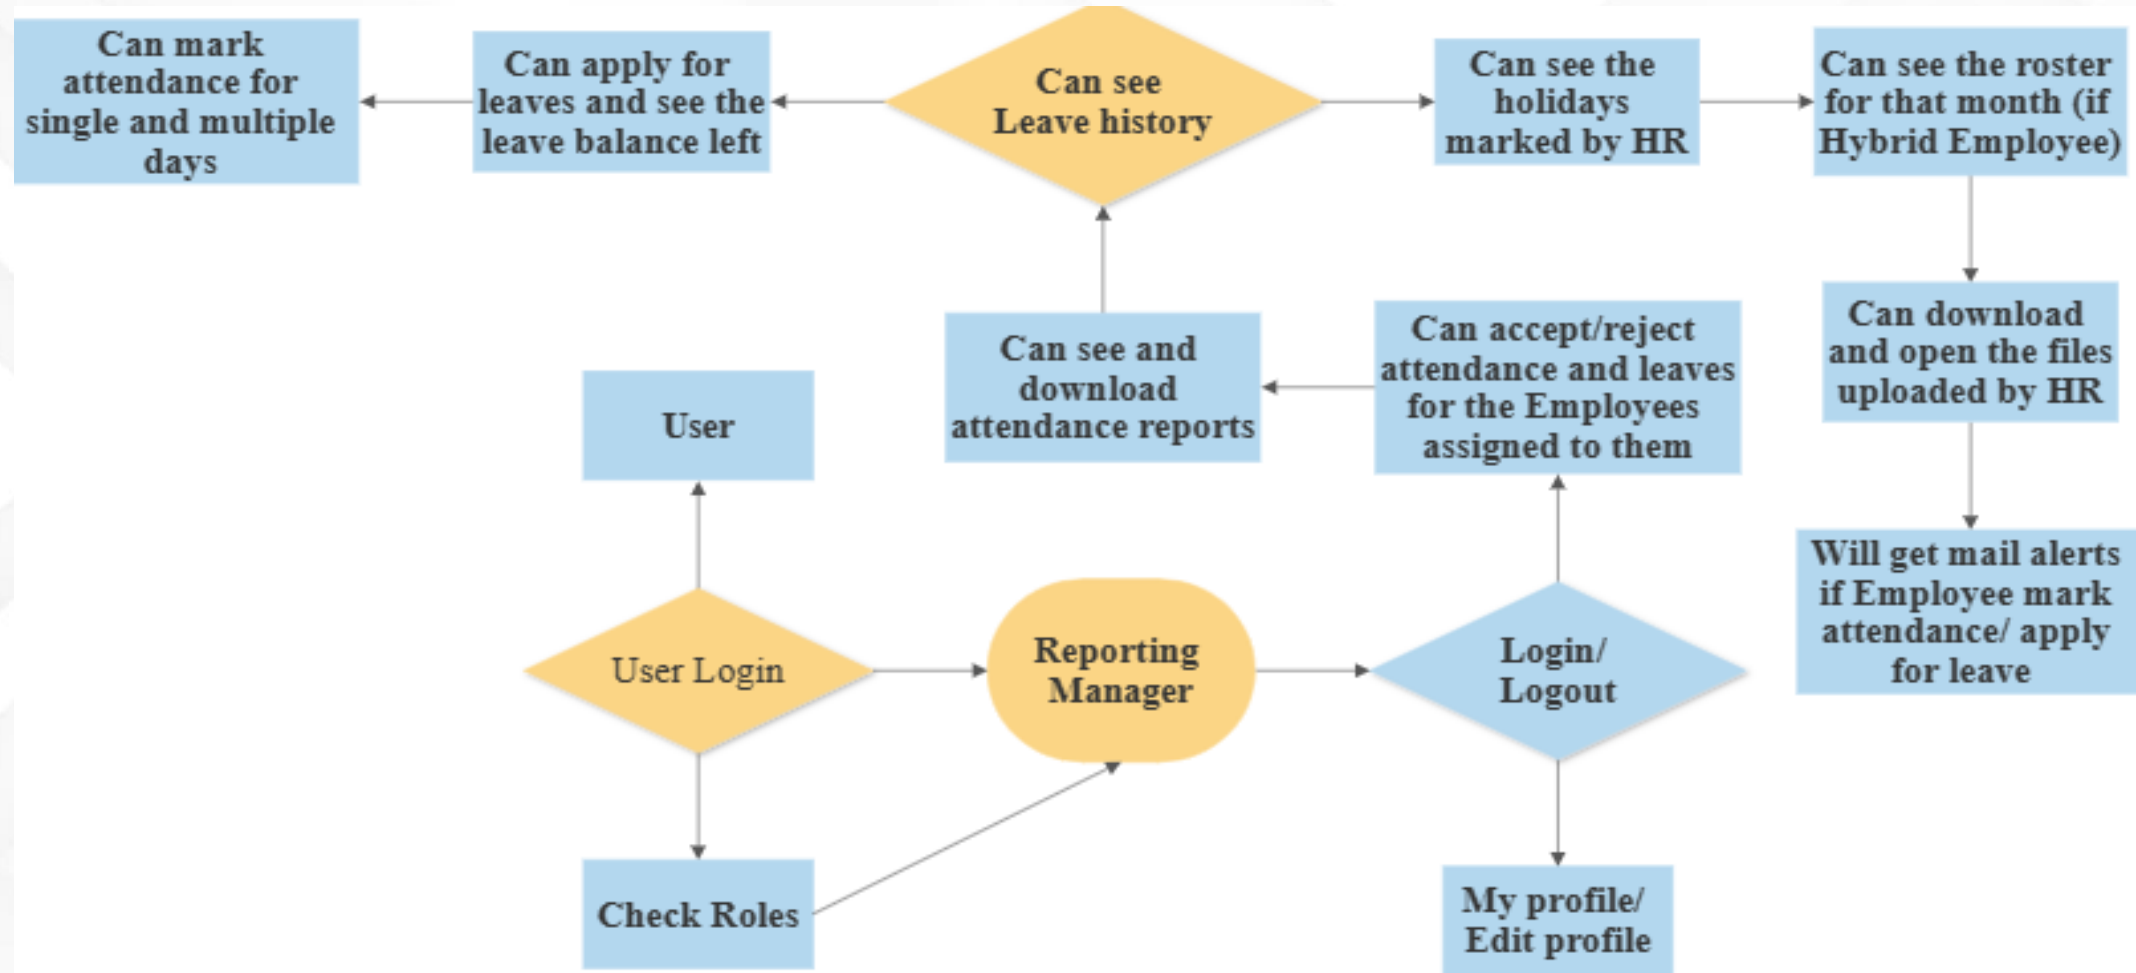 Can mark
attendance for
single and multiple
days
Can apply for
leaves and see the
leave balance left
Can see
Leave history
Can see the
holidays
marked by HR
Can see the roster
for that month (if
Hybrid Employee)
User
Can see and
download
attendance reports
Can accept/reject
attendance and leaves
for the Employees
assigned to them
Can download
and open the files
uploaded by HR
User Login
Reporting
Manager
Login/
Logout
Will get mail alerts
if Employee mark
attendance/ apply
for leave
Check Roles
My profile/
Edit profile